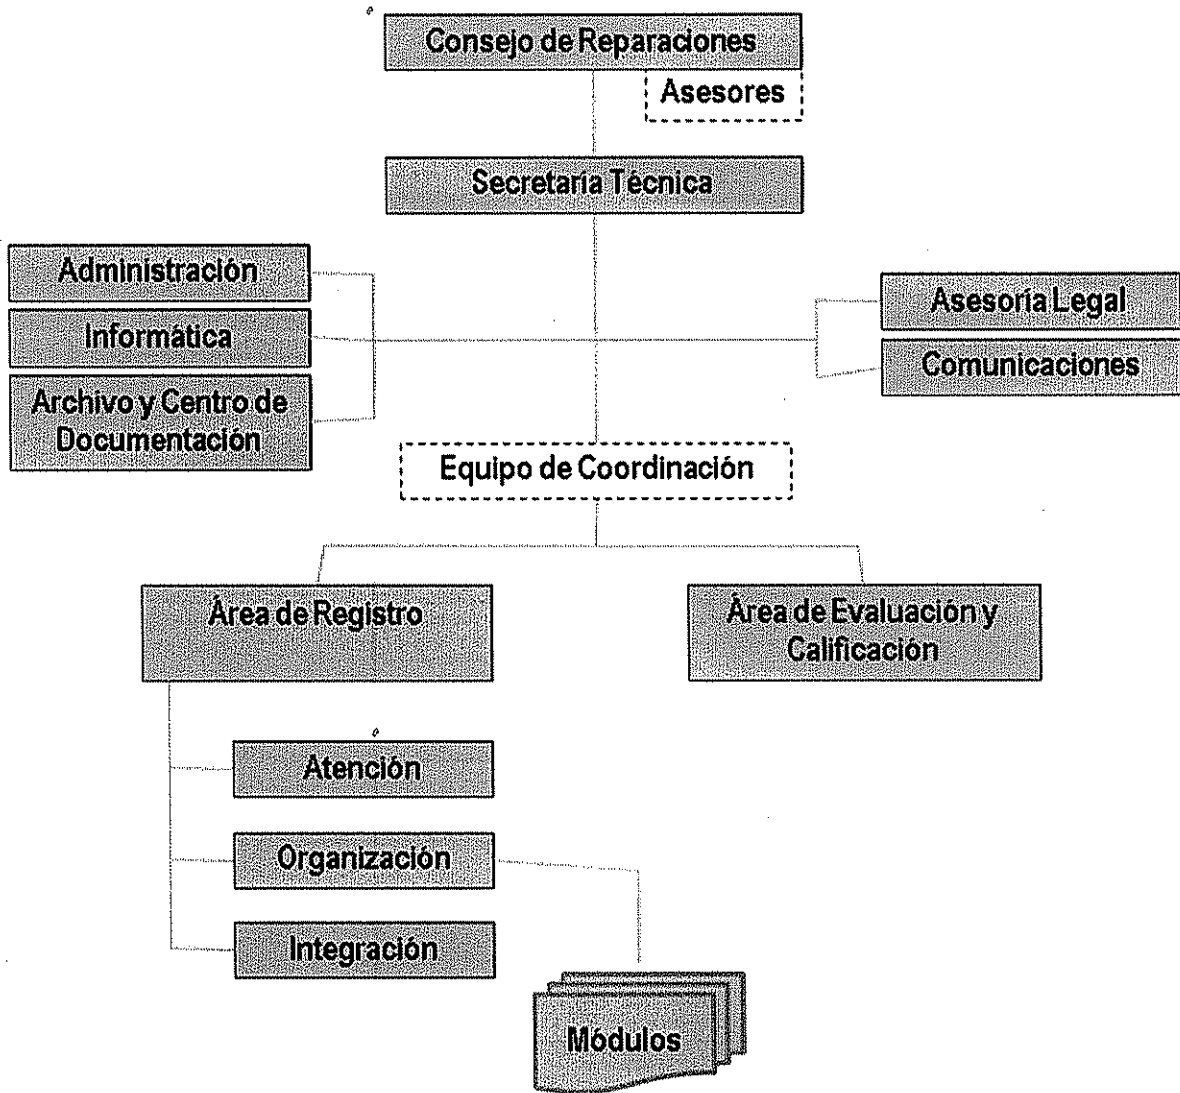 Consejo de Reparaciones
Asesores
Secretaría Técnica
Administración
Informática
Archivo y Centro de
Documentación
Asesoría Legal
Comunicaciones
Equipo de Coordinación
Área de Registro
Área de Evaluación y
Calificación
Atención
Organización
Integración
Módulos